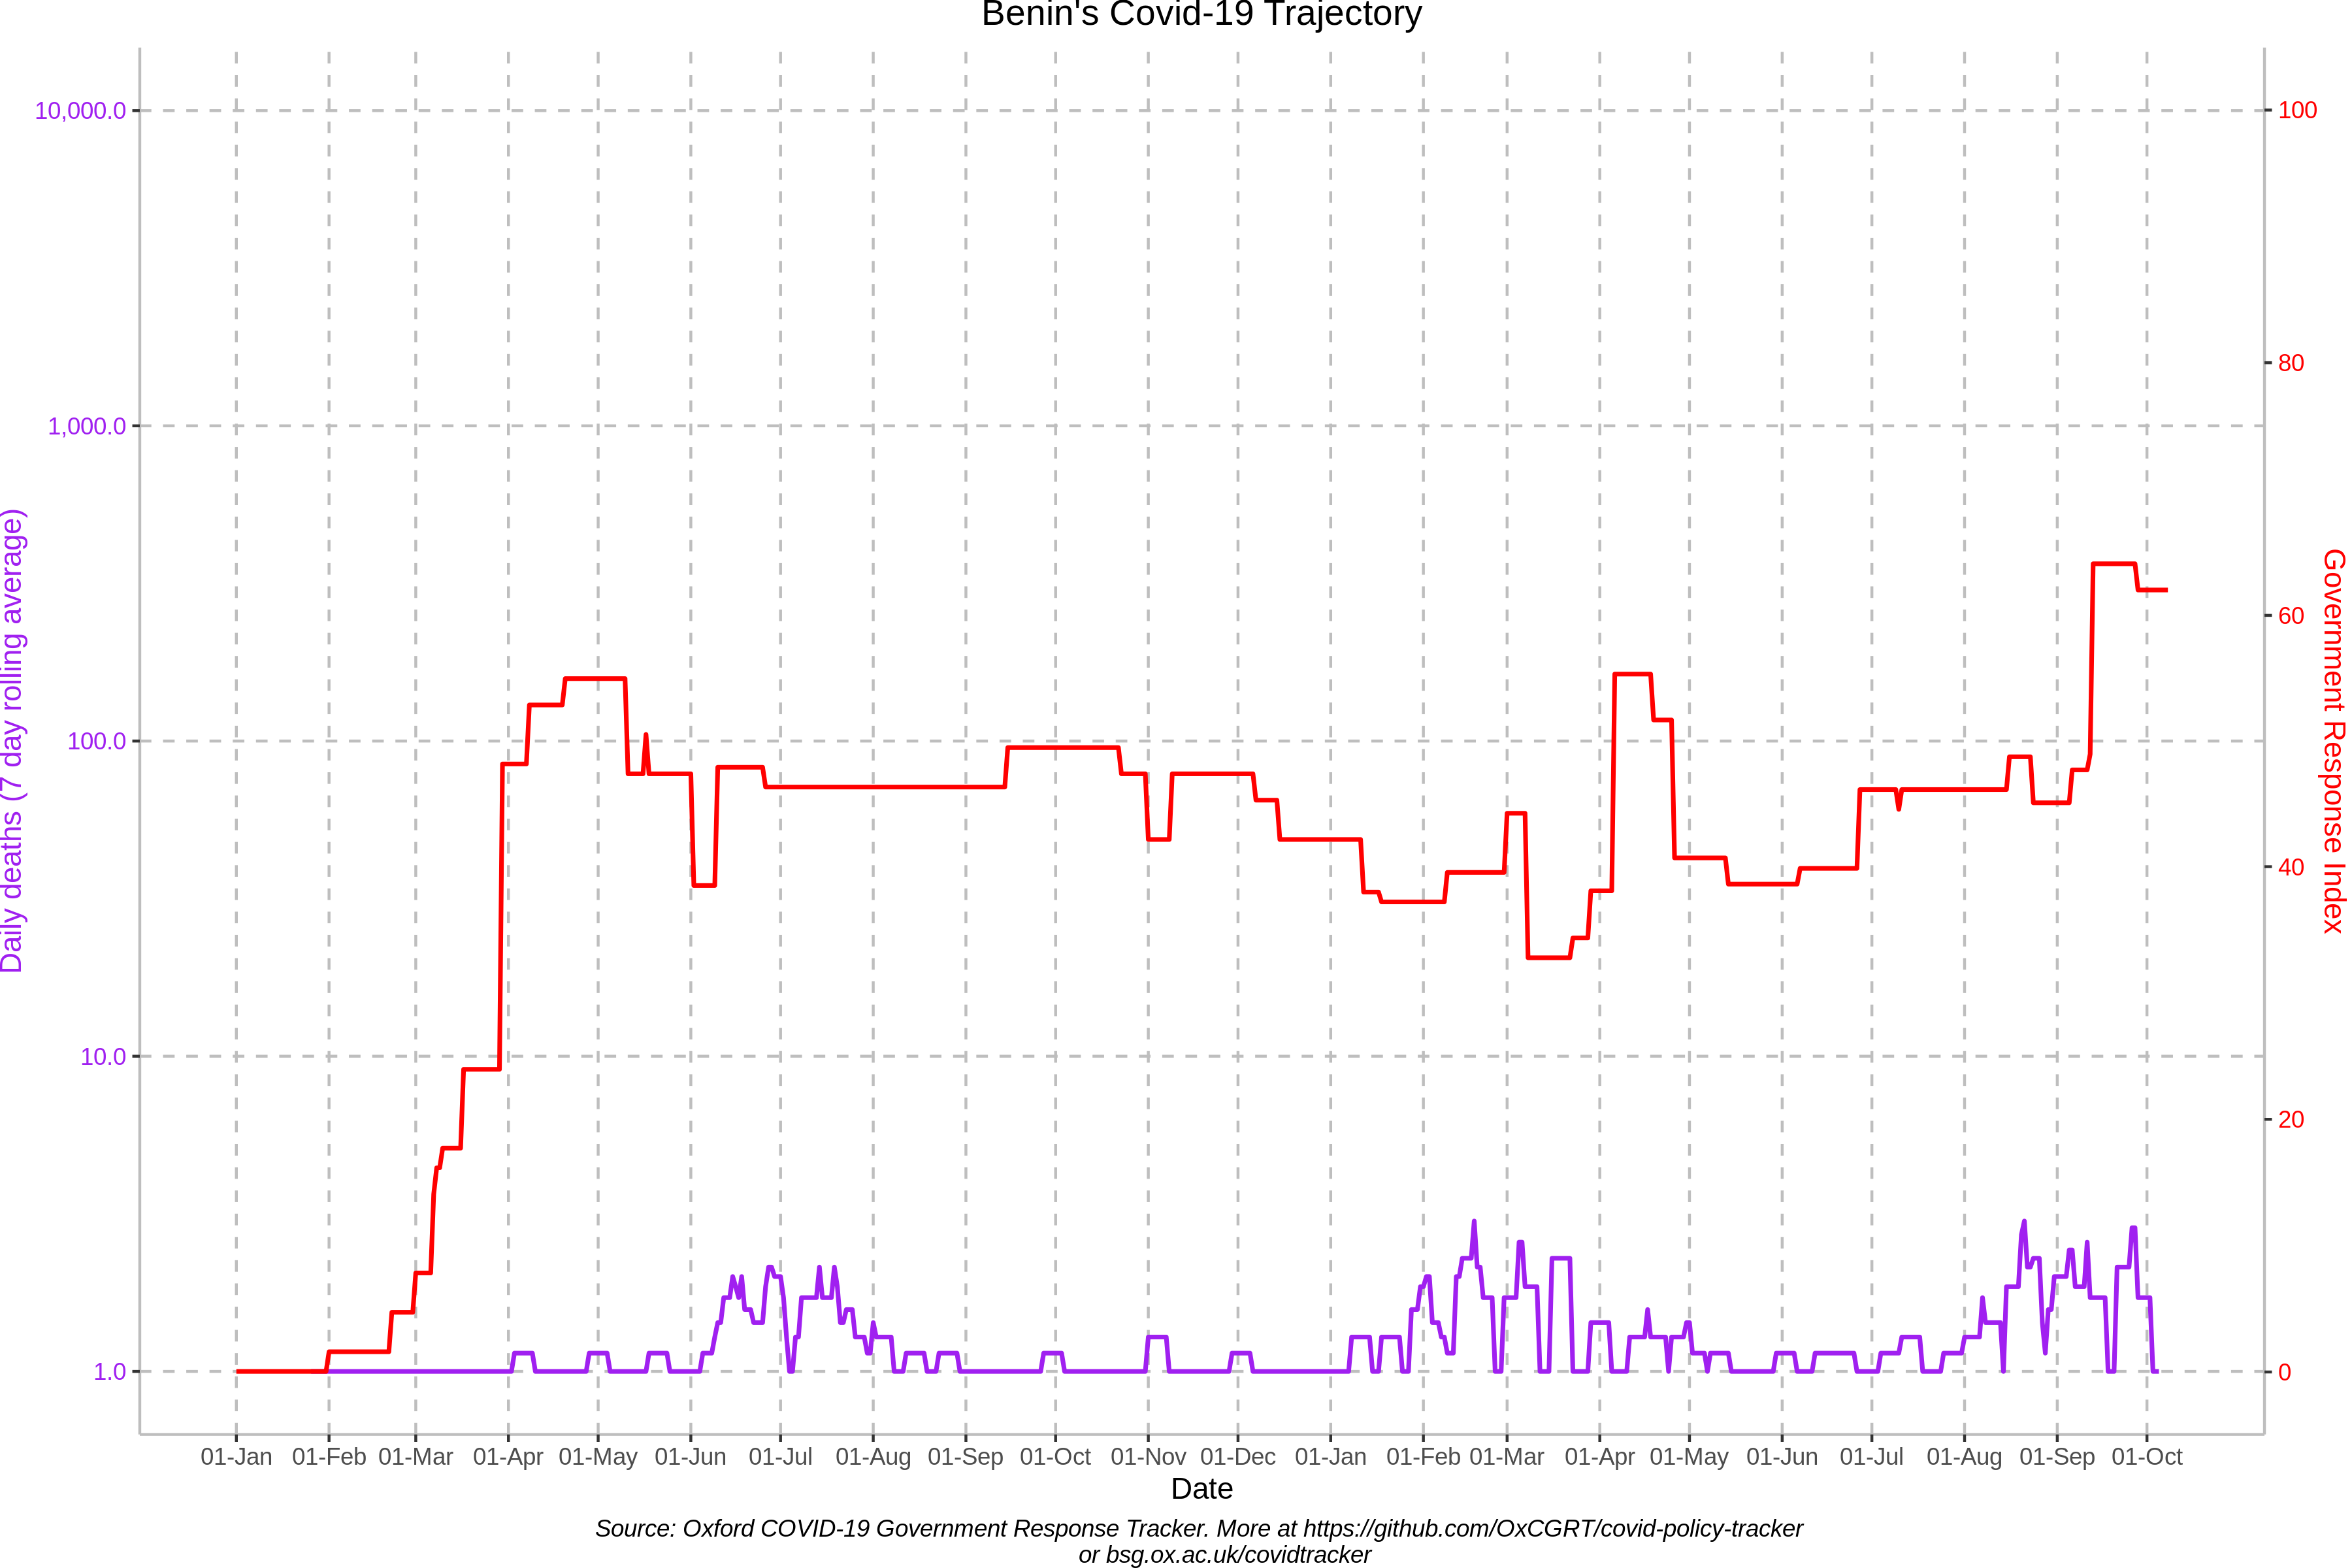 Benin's Covid-19 Trajectory
10,000.0
1,000.0
100.0
10.0
1.0
Daily deaths (7 day rolling average)
100
80
60
40
20
0
Government Response Index
01-Jan 01-Feb 01-Mar 01-Apr 01-May 01-Jun 01-Jul 01-Aug 01-Sep 01-Oct 01-Nov 01-Dec 01-Jan 01-Feb 01-Mar 01-Apr 01-May 01-Jun 01-Jul 01-Aug 01-Sep 01-Oct
Date
Source: Oxford COVID-19 Government Response Tracker. More at https://github.com/OxCGRT/covid-policy-tracker
or bsg.ox.ac.uk/covidtracker